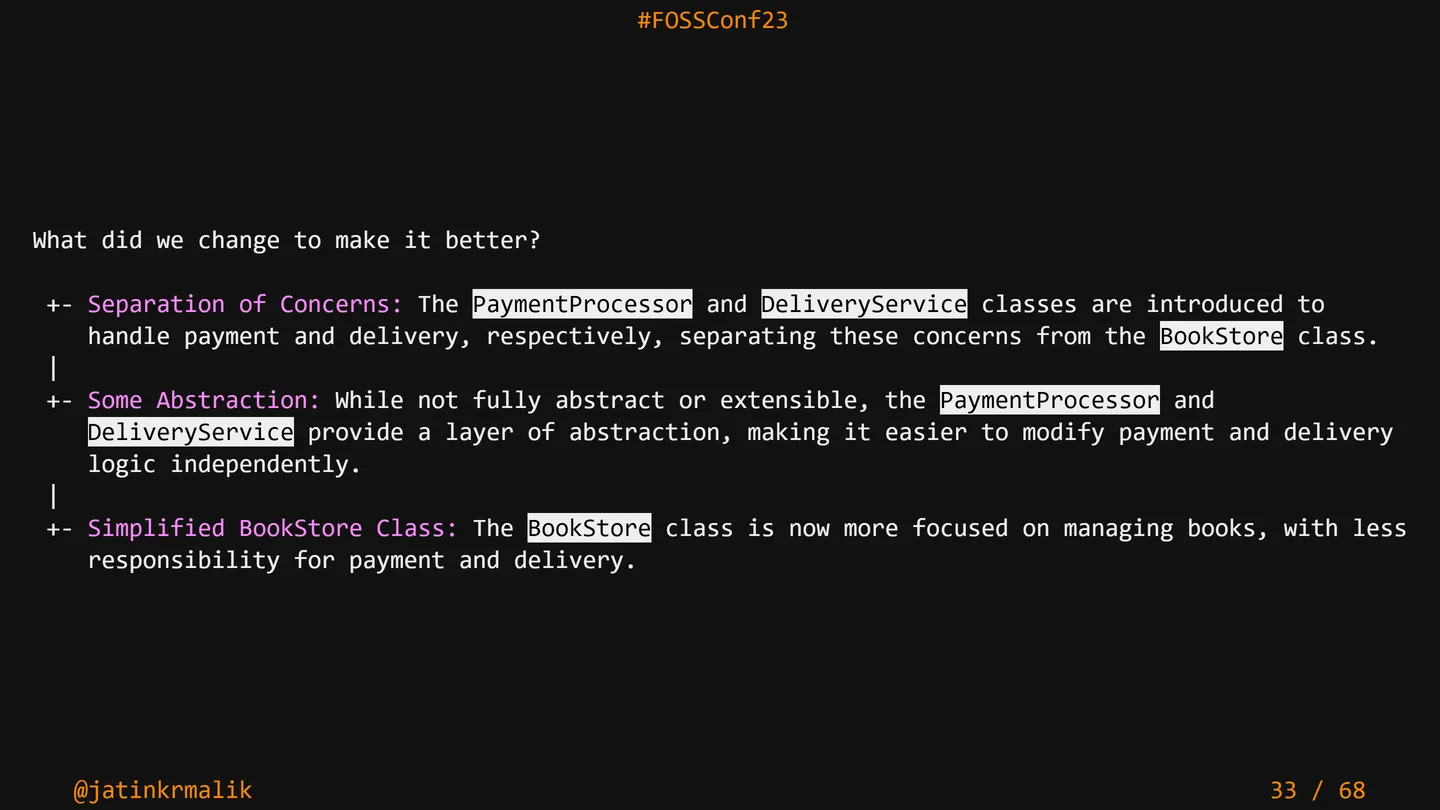 #FOSSConf23
What did we change to make it better?
+- Separation of Concerns: The PaymentProcessor and DeliveryService classes are introduced to
handle payment and delivery, respectively, separating these concerns from the BookStore class.
|
+- Some Abstraction: While not fully abstract or extensible, the PaymentProcessor and
DeliveryService provide a layer of abstraction, making it easier to modify payment and delivery
logic independently.
|
+- Simplified BookStore Class: The BookStore class is now more focused on managing books, with less
responsibility for payment and delivery.
@jatinkrmalik
33 / 68